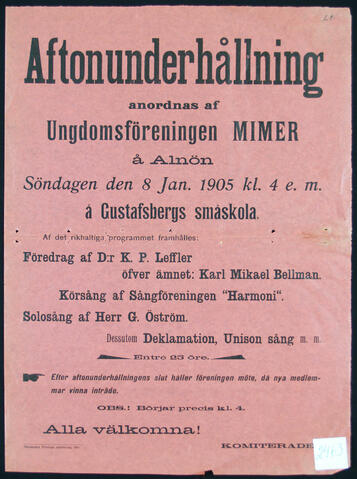 Aftonunderhållning
anordnas af
Ungdomsföreningen MIMER
å Alnön
Söndagen den 8 Jan. 1905 kl. 4 e. m.
å Gustafsbergs småskola.
Af det rikhaltiga programmet framhålles:
Föredrag af D:r K. P. Leffler
öfver ämnet: Karl Mikael Bellman.
Körsång af Sångföreningen "Harmoni".
Solosång af Herr G. Öström.
Dessutom Deklamation, Unison sång m. m.
Entre 25 öre.
Efter aftonunderhållningens slut håller föreningen möte, då nya medlem-
mar vinna inträde.
OBS.! Börjar precis kl. 4.
Alla välkomna!
KOMITERADE.
2463